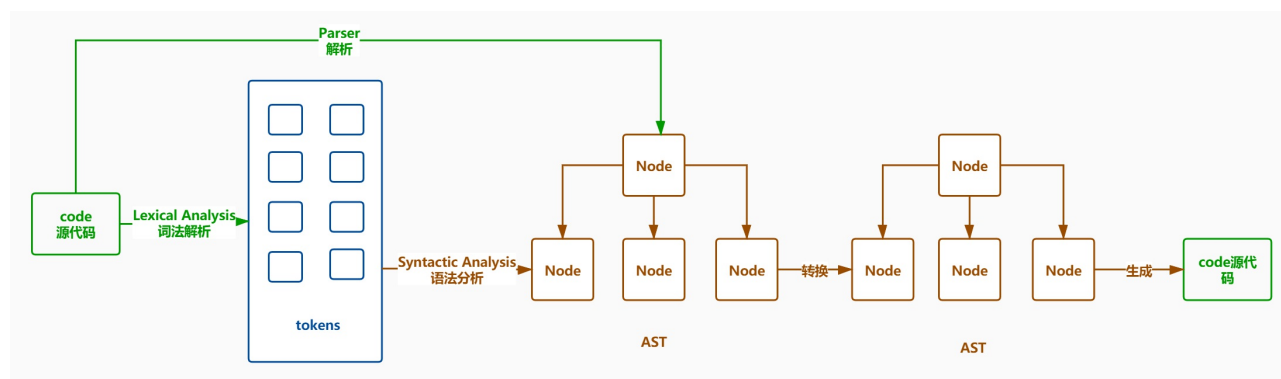 Parser
解析
code
源代码
Lexical Analysis
词法解析
tokens
Syntactic Analysis
语法分析
Node
Node
Node
Node
AST
转换
Node
Node
Node
Node
AST
生成
code源代
码